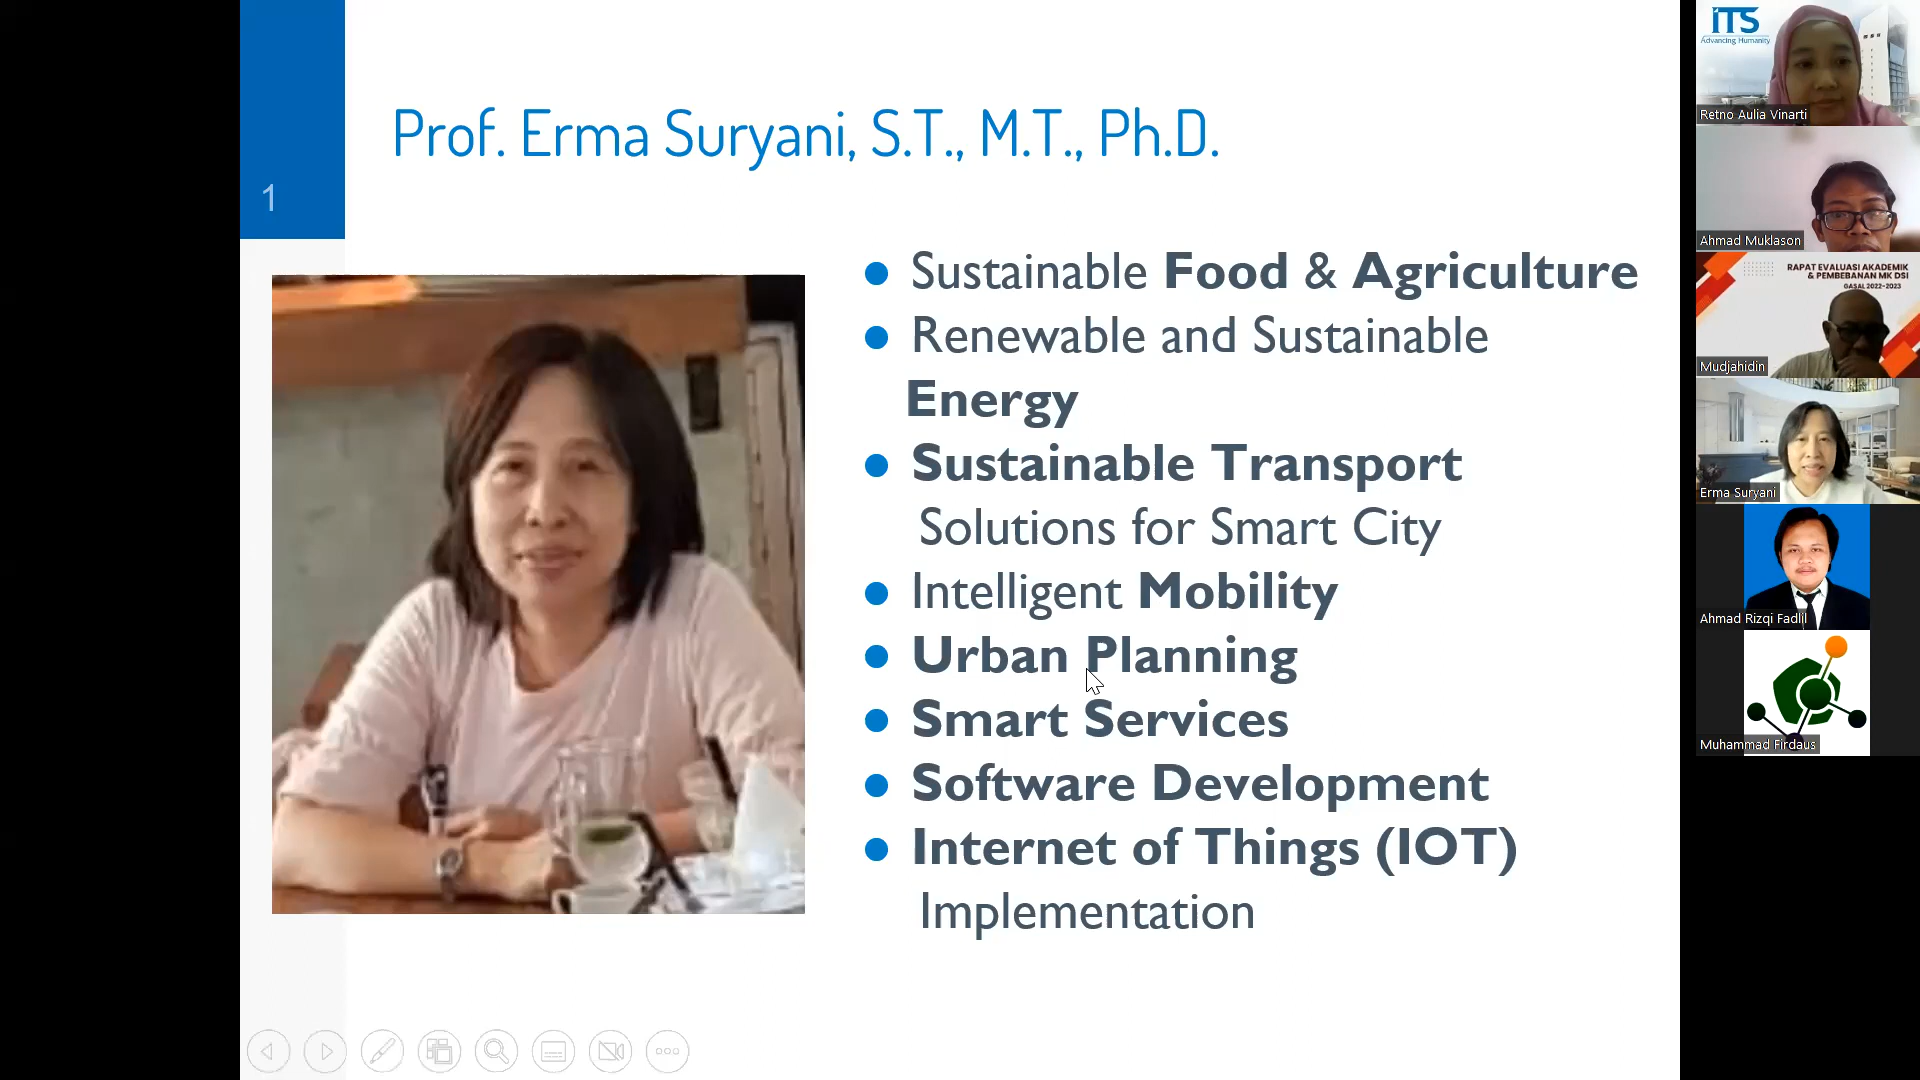 Prof. Erma Suryani, S.T., M.T., Ph.D.
1
● Sustainable Food & Agriculture
● Renewable and Sustainable
Energy
● Sustainable Transport
Solutions for Smart City
● Intelligent Mobility
● Urban Planning
● Smart Services
● Software Development
● Internet of Things (IOT)
Implementation
ITS
Advancing Humanity
Retno Aulia Vinarti
Ahmad Muklason
RAPAT EVALUASI AKADEMIK
& PEMBEBANAN MK DSI
GASAL 2022-2023
Mudjahidin
Erma Suryani
Ahmad Rizqi Fadlil
Muhammad Firdaus